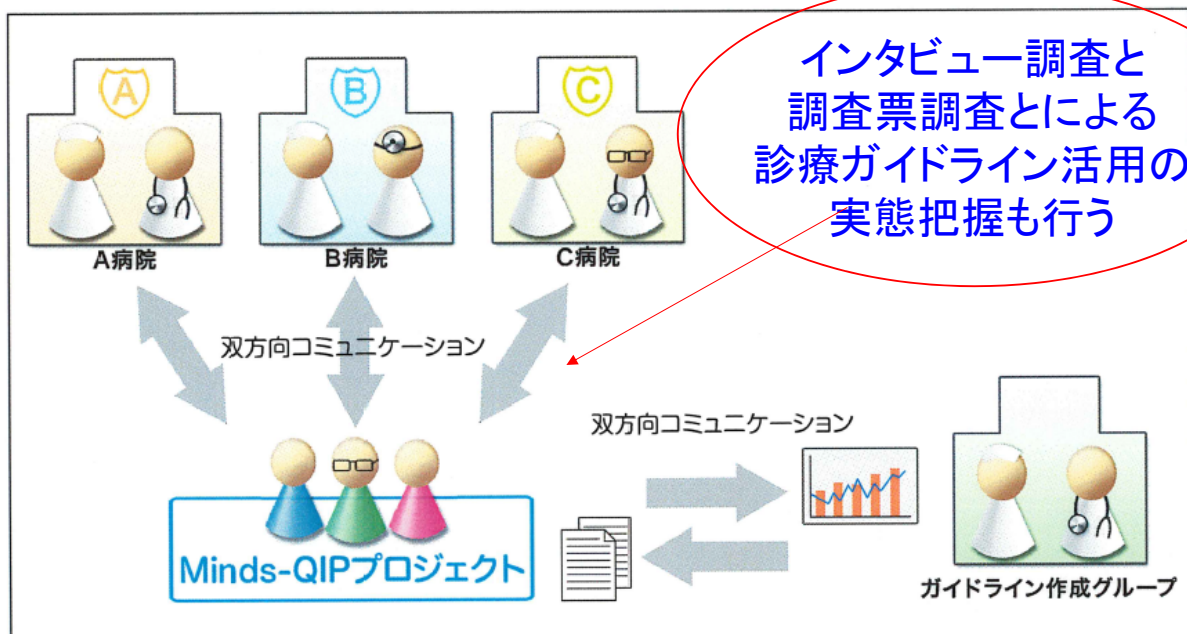 A
B
C
インタビュー調査と
調査票調査とによる
診療ガイドライン活用の
実態把握も行う
A病院
B病院
C病院
双方向コミュニケーション
双方向コミュニケーション
Minds-QIPプロジェクト
ガイドライン作成グループ